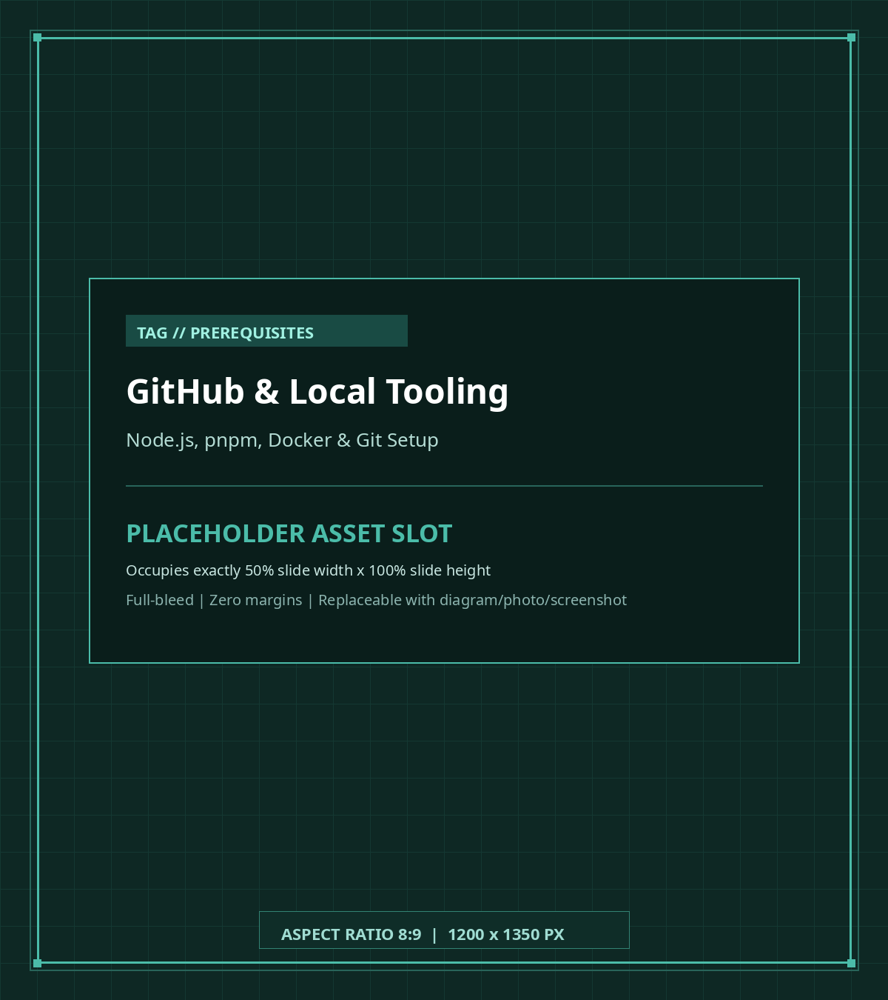 TAG // PREREQUISITES
GitHub & Local Tooling
Node.js, pnpm, Docker & Git Setup
PLACEHOLDER ASSET SLOT
Occupies exactly 50% slide width x 100% slide height
Full-bleed | Zero margins | Replaceable with diagram/photo/screenshot
ASPECT RATIO 8:9 | 1200 x 1350 PX